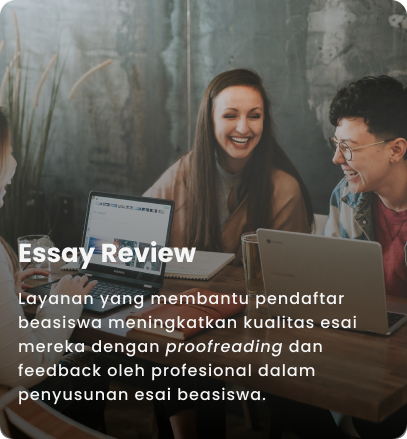 Essay Review
Layanan yang membantu pendaftar
beasiswa meningkatkan kualitas esai
mereka dengan proofreading dan
feedback oleh profesional dalam
penyusunan esai beasiswa.